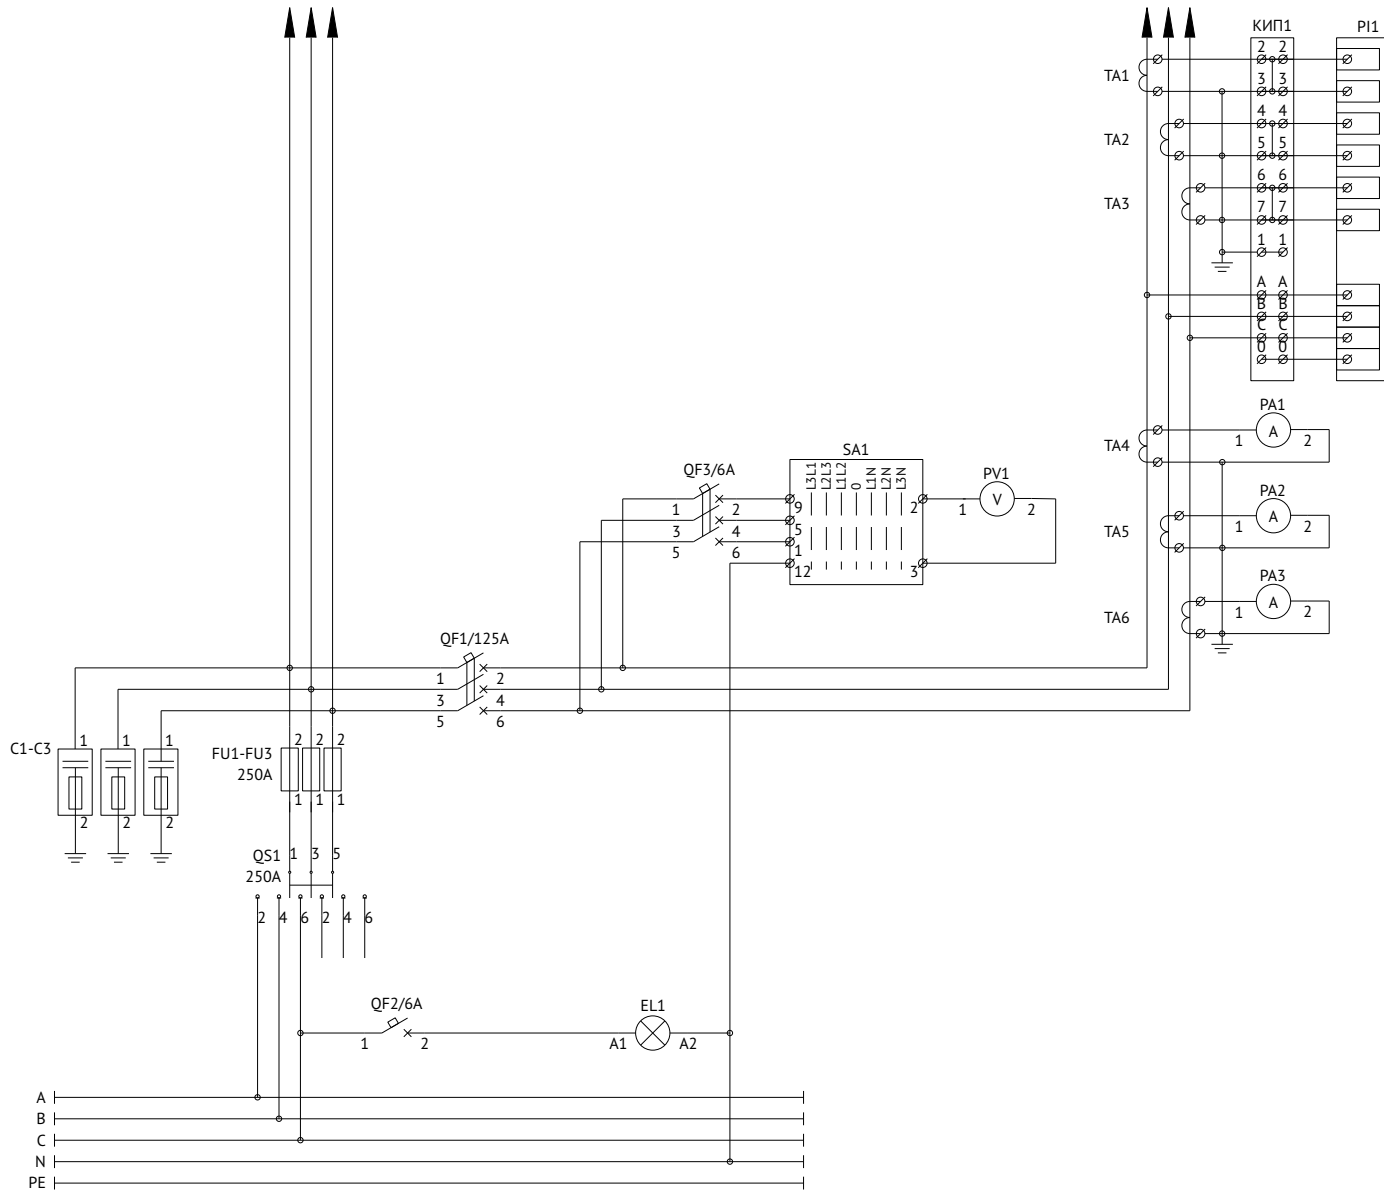 КИП1 PI1
2 2
TA1
3 3
4 4
TA2
5 5
6 6
TA3
7 7
1 1
A A
B B
C C
0 0
PA1
TA4 1 A 2
SA1
QF3/6A L3L1 L2L3 L1L2 0 L1N L2N L3N PV1
1 2 9 2 1 V 2
PA2
TA5 1 A 2
3 4 5
5 6 1
12 3
PA3
TA6 1 A 2
QF1/125A
1 2
3 4
5 6
C1-C3 1 1 1
FU1-FU3 2 2 2
250A
1 1 1
2 2 2
QS1 1 3 5
250A
2 4 6 2 4 6
QF2/6A EL1
1 2 A1 A2
A
B
C
N
PE